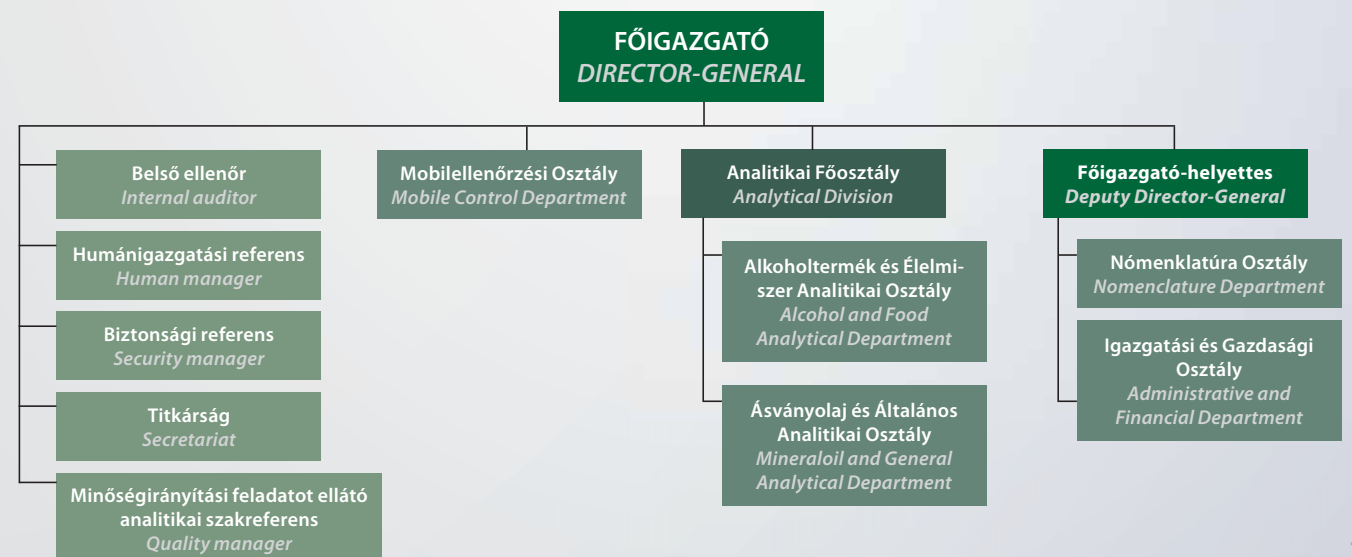 FŐIGAZGATÓ
DIRECTOR-GENERAL
Belső ellenőr
Internal auditor
Humánigazgatási referens
Human manager
Biztonsági referens
Security manager
Titkárság
Secretariat
Minőségirányítási feladatot ellátó
analitikai szakreferens
Quality manager
Mobilellenőrzési Osztály
Mobile Control Department
Analitikai Főosztály
Analytical Division
Alkoholtermék és Élelmi-
szer Analitikai Osztály
Alcohol and Food
Analytical Department
Ásványolaj és Általános
Analitikai Osztály
Mineraloil and General
Analytical Department
Főigazgató-helyettes
Deputy Director-General
Nómenklatúra Osztály
Nomenclature Department
Igazgatási és Gazdasági
Osztály
Administrative and
Financial Department